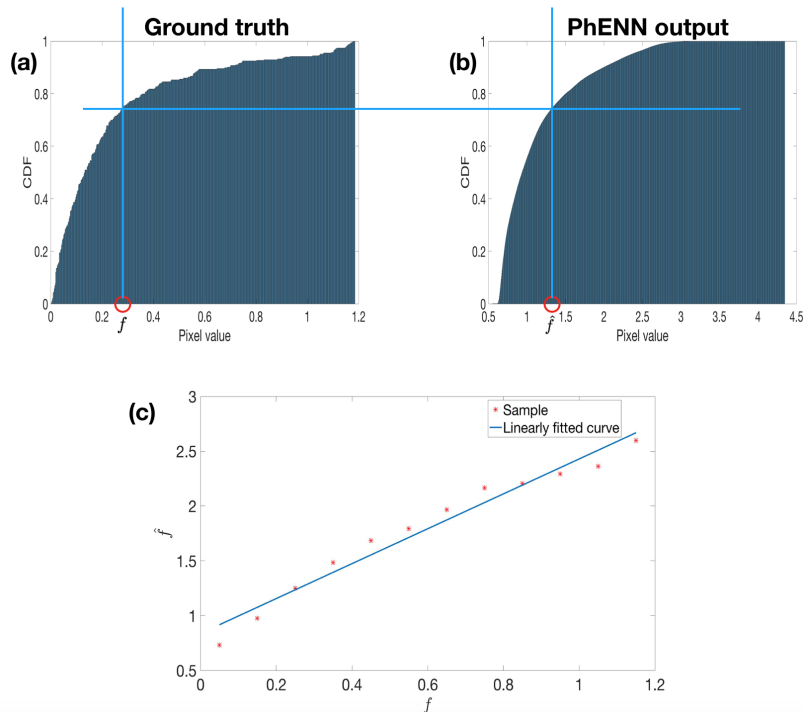 Ground truth
PhENN output
(a)
(b)
1
0.8
0.6
0.4
0.2
0
CDF
0
0.2
0.4
0.6
0.8
1
1.2
f
Pixel value
1
0.8
0.6
0.4
0.2
0
CDF
0.5
1
1.5
2
2.5
3
3.5
4
4.5
f̂
Pixel value
(c)
3
2.5
2
1.5
1
0.5
f̂
Sample
Linearly fitted curve
0
0.2
0.4
0.6
0.8
1
1.2
f